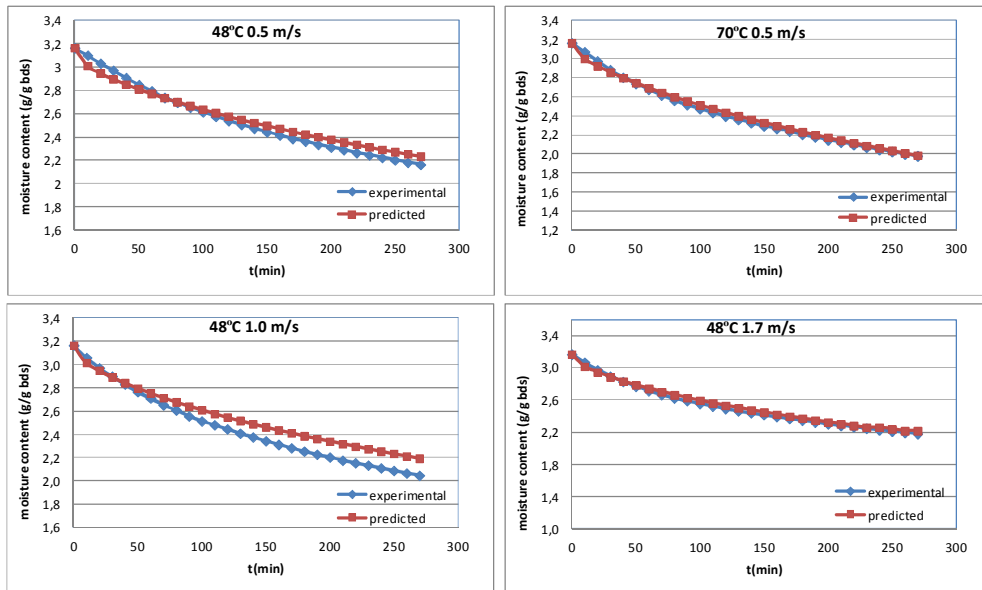 48°C 0.5 m/s
moisture content (g/g bds)
3,4
3,2
3,0
2,8
2,6
2,4
2,2
2
1,8
1,6
experimental
predicted
0 50 100 150 200 250 300
t(min)
70°C 0.5 m/s
moisture content (g/g bds)
3,4
3,2
3,0
2,8
2,6
2,4
2,2
2,0
1,8
1,6
1,4
1,2
experimental
predicted
0 50 100 150 200 250 300
t(min)
48°C 1.0 m/s
moisture content (g/g bds)
3,4
3,2
3,0
2,8
2,6
2,4
2,2
2,0
1,8
1,6
experimental
predicted
0 50 100 150 200 250 300
t(min)
48°C 1.7 m/s
moisture content (g/g bds)
3,4
3,0
2,6
2,2
1,8
1,4
1,0
experimental
predicted
0 50 100 150 200 250 300
t(min)